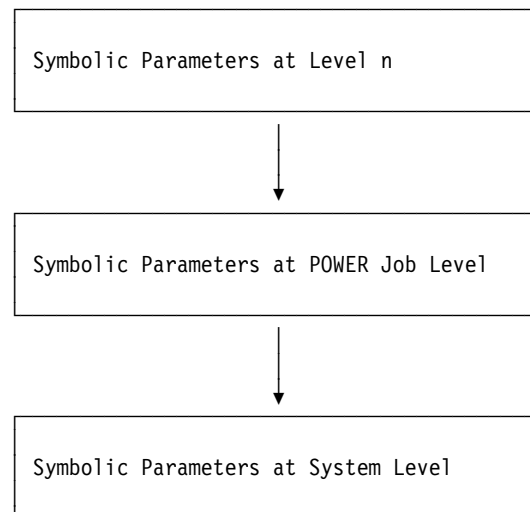 Symbolic Parameters at Level n
Symbolic Parameters at POWER Job Level
Symbolic Parameters at System Level